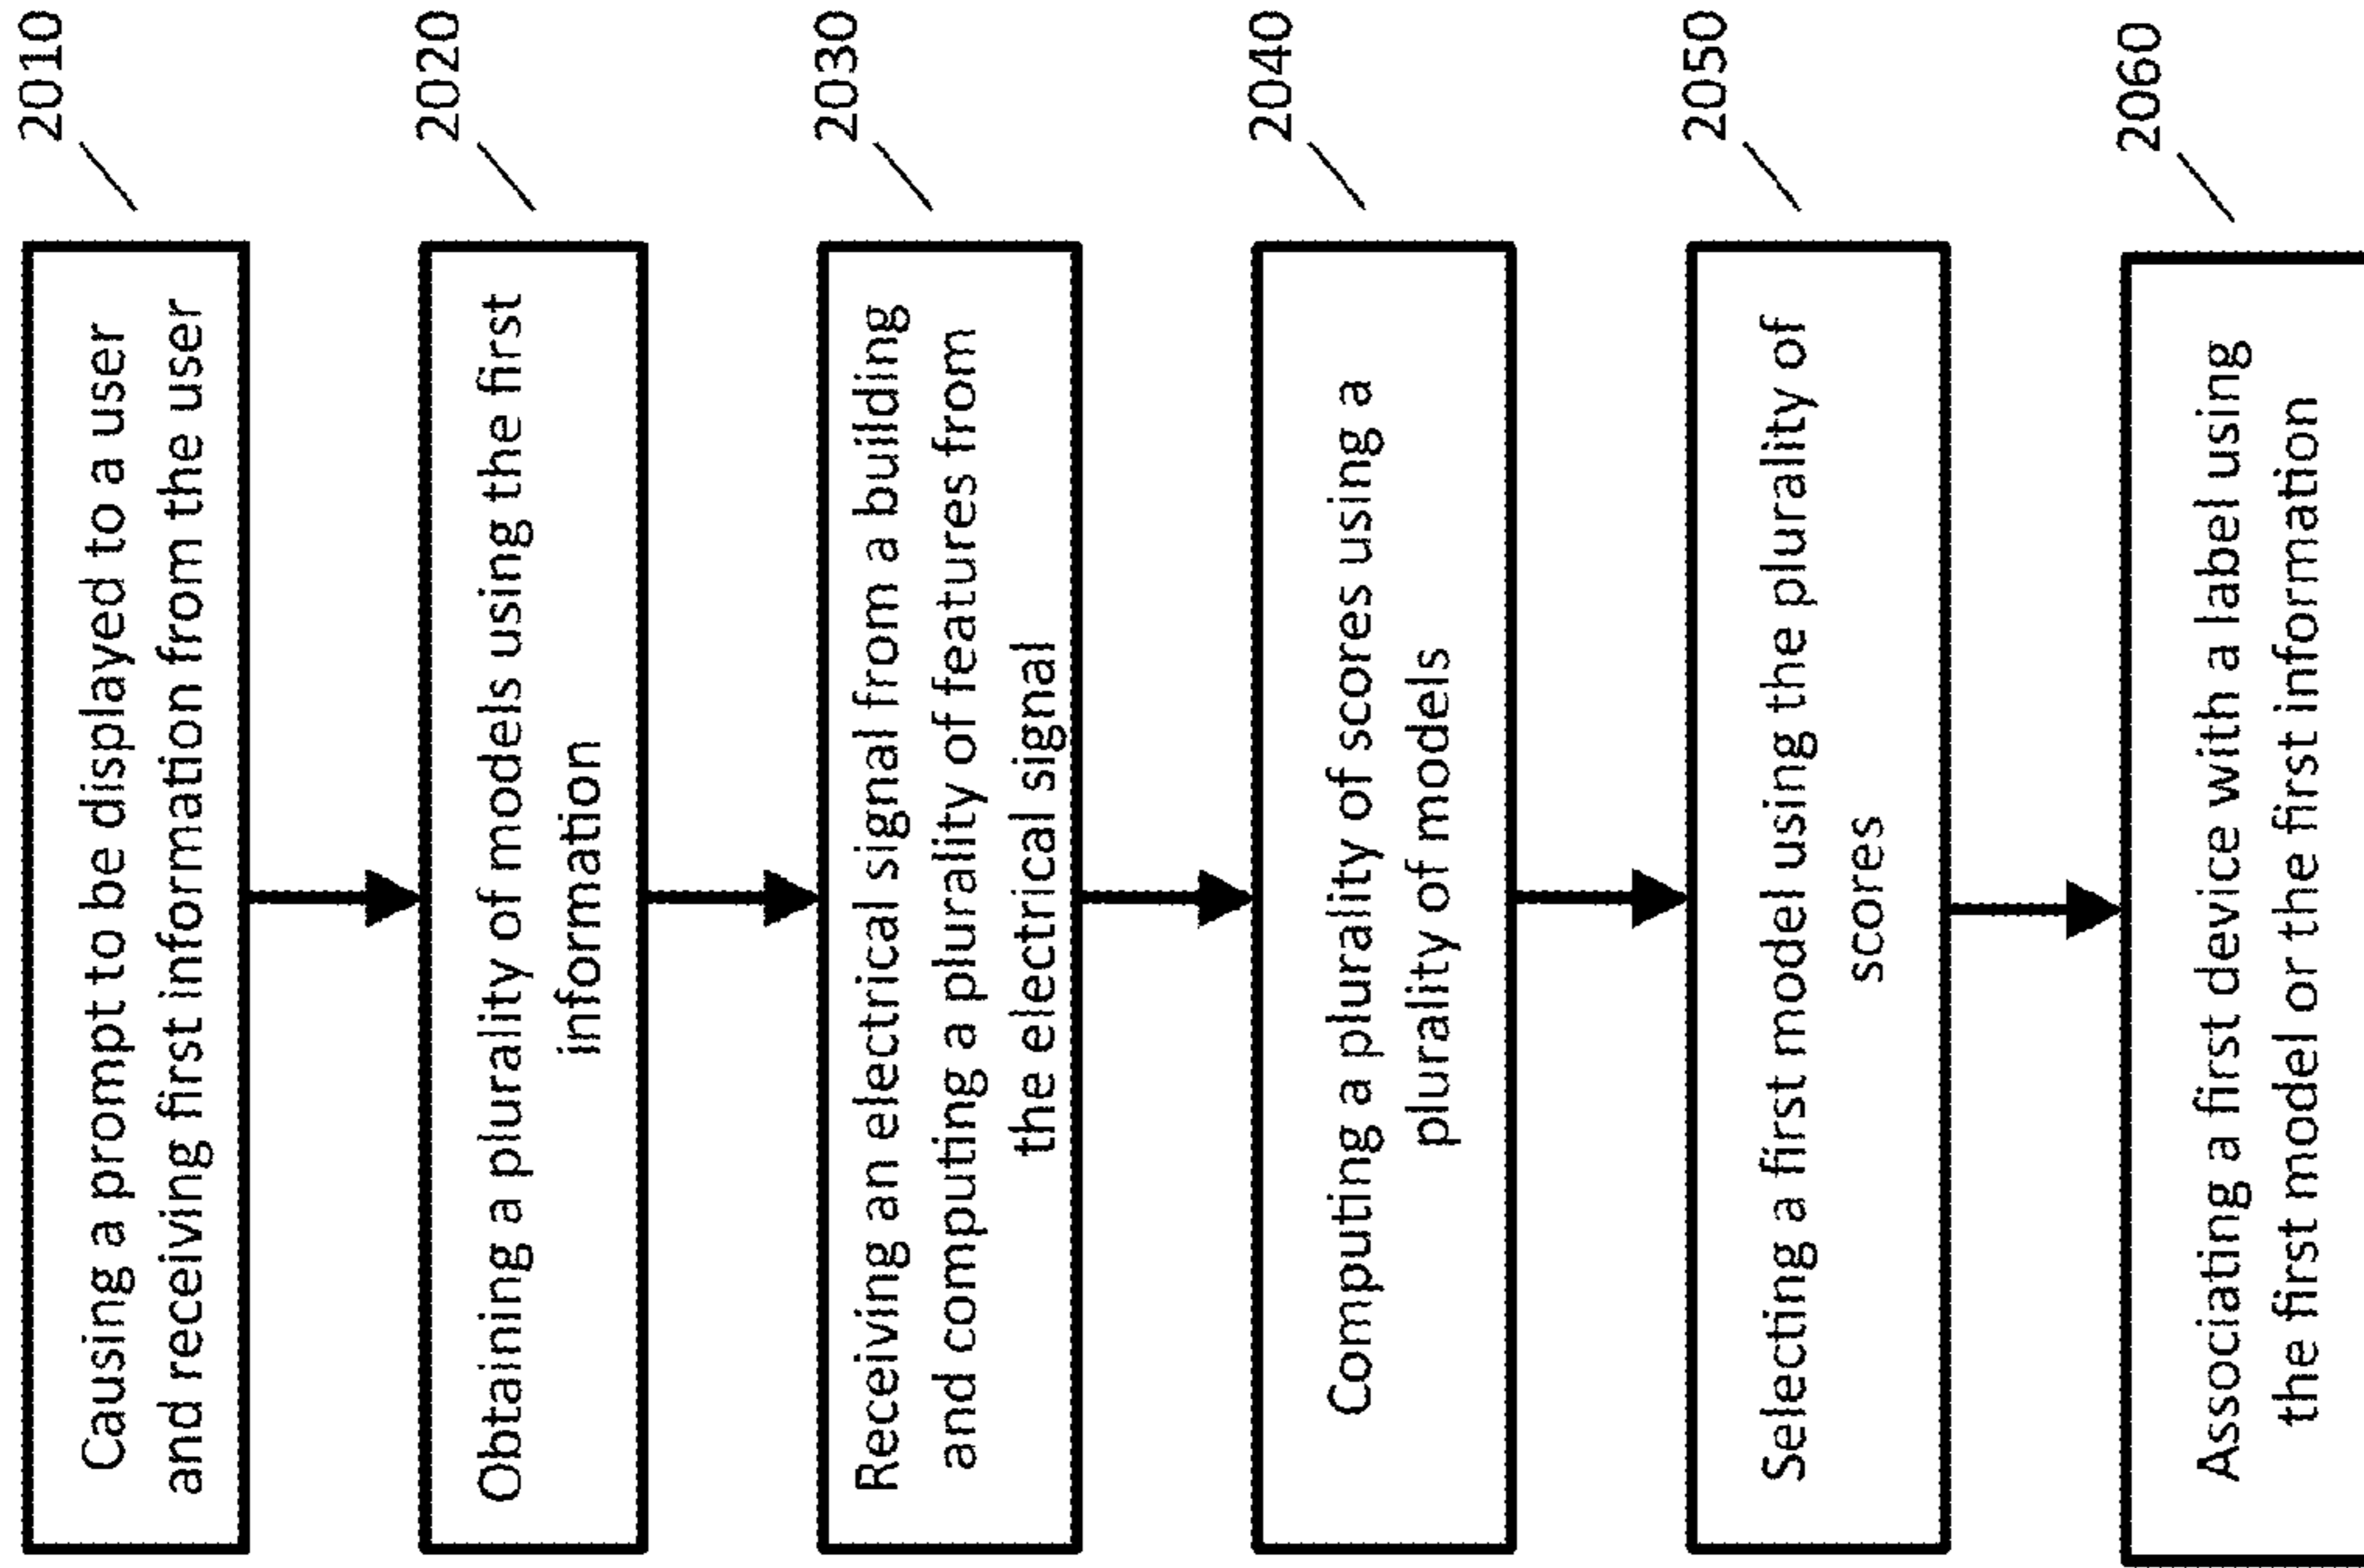 Causing a prompt to be displayed to a user
and receiving first information from the user
2010
Obtaining a plurality of models using the first
information
2020
Receiving an electrical signal from a building
and computing a plurality of features from
the electrical signal
2030
Computing a plurality of scores using a
plurality of models
2040
Selecting a first model using the plurality of
scores
2050
Associating a first device with a label using
the first model or the first information
2060